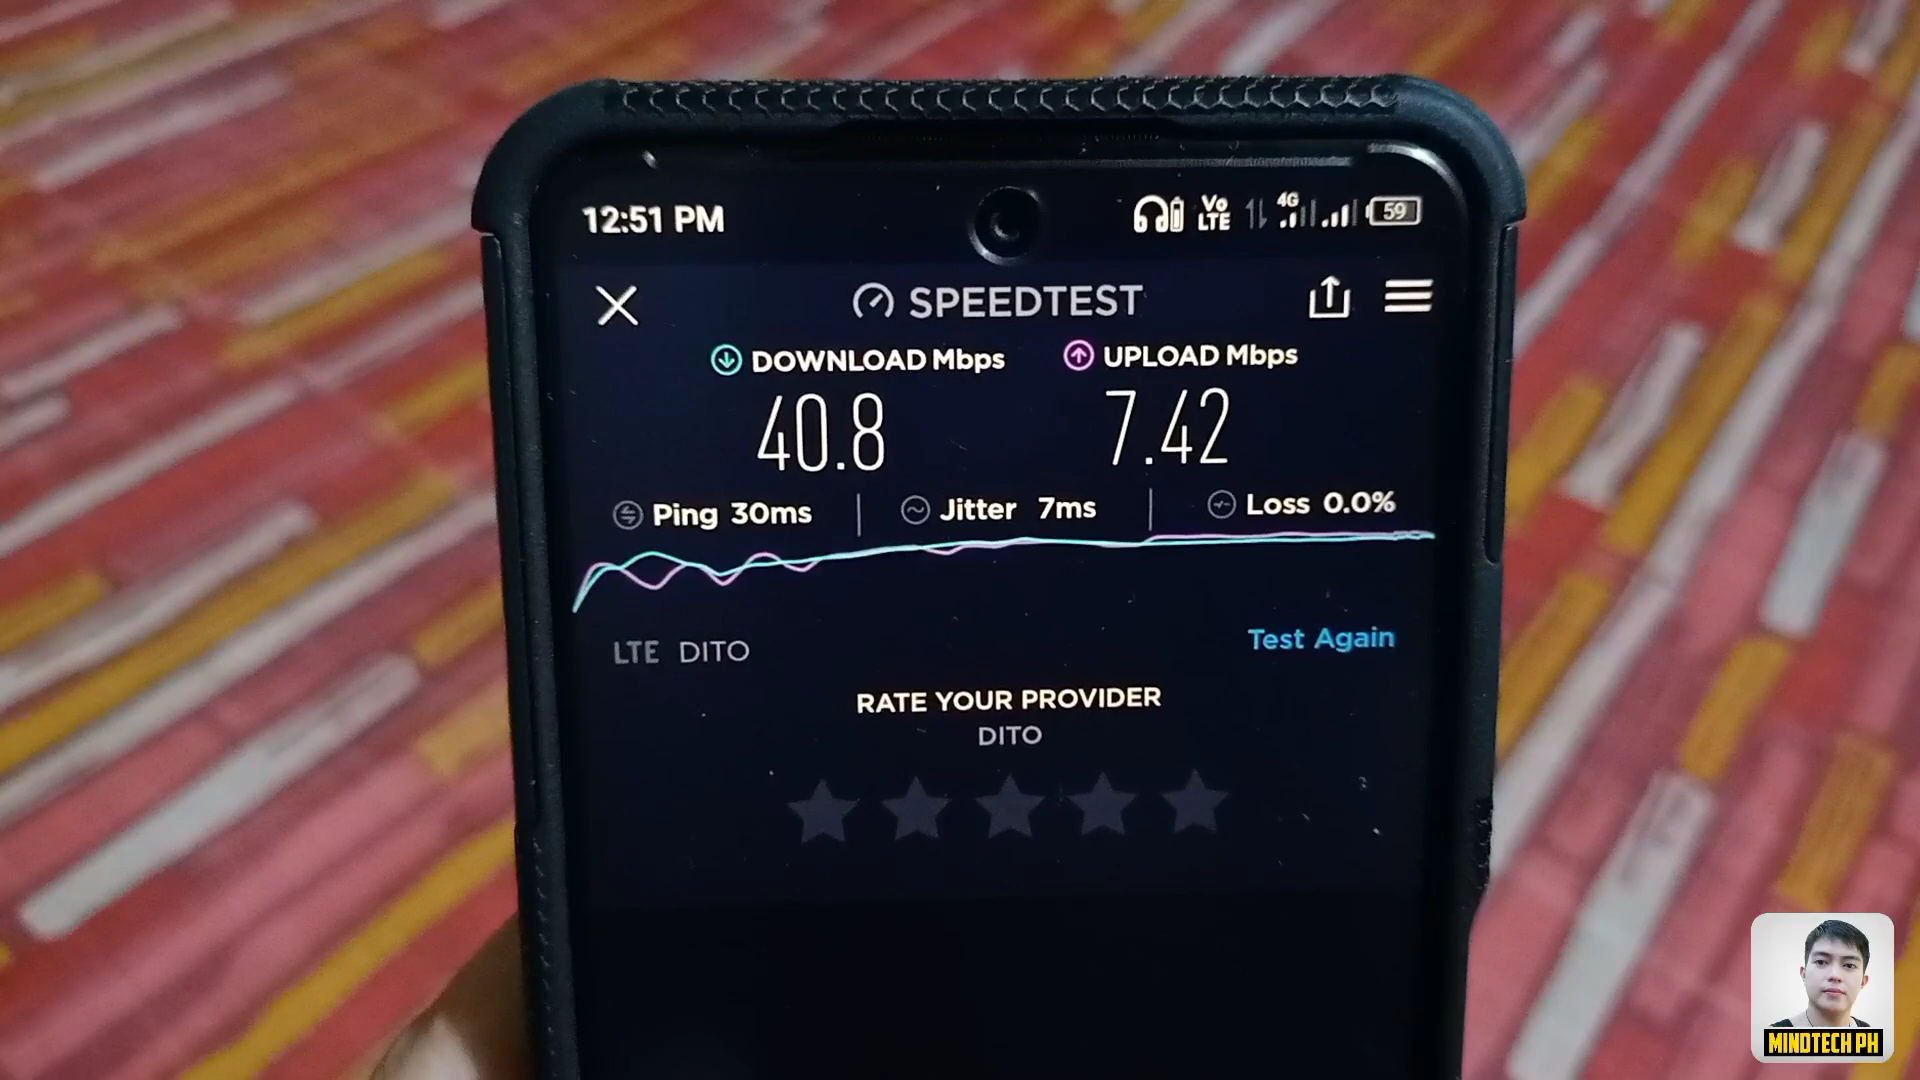 12:51 PM
Vo LTE 4G 59
SPEEDTEST
DOWNLOAD Mbps UPLOAD Mbps
40.8 7.42
Ping 30ms Jitter 7ms Loss 0.0%
LTE DITO Test Again
RATE YOUR PROVIDER
DITO
MINDTECH PH